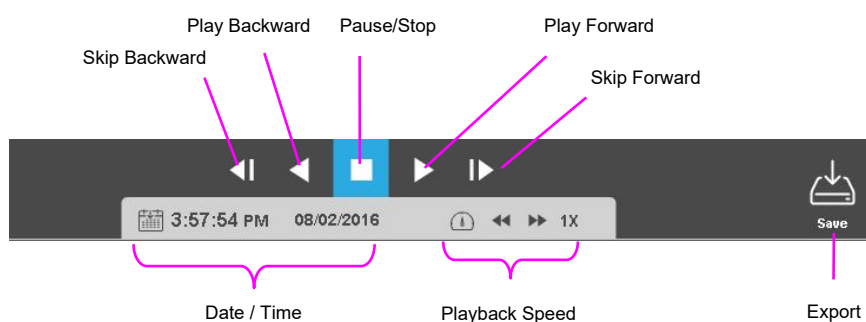 Play Backward
Pause/Stop
Play Forward
Skip Backward
Skip Forward
3:57:54 PM
08/02/2016
1X
Save
Date / Time
Playback Speed
Export